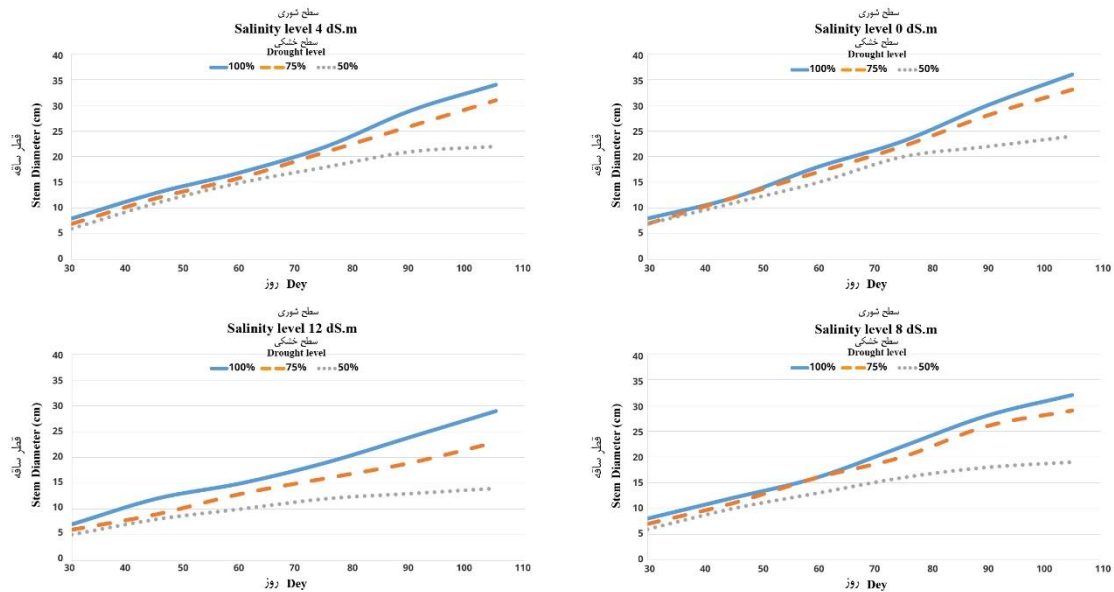 سطح شوری
Salinity level 4 dS.m
سطح خشکی
Drought level
100% 75% 50%
40
35
30
25
20
15
10
5
0
قطر ساقه
Stem Diameter (cm)
30 40 50 60 70 80 90 100 110
روز Dey
سطح شوری
Salinity level 0 dS.m
سطح خشکی
Drought level
100% 75% 50%
40
35
30
25
20
15
10
5
0
قطر ساقه
Stem Diameter (cm)
30 40 50 60 70 80 90 100 110
روز Dey
سطح شوری
Salinity level 12 dS.m
سطح خشکی
Drought level
100% 75% 50%
40
35
30
25
20
15
10
5
0
قطر ساقه
Stem Diameter (cm)
30 40 50 60 70 80 90 100 110
روز Dey
سطح شوری
Salinity level 8 dS.m
سطح خشکی
Drought level
100% 75% 50%
40
35
30
25
20
15
10
5
0
قطر ساقه
Stem Diameter (cm)
30 40 50 60 70 80 90 100 110
روز Dey